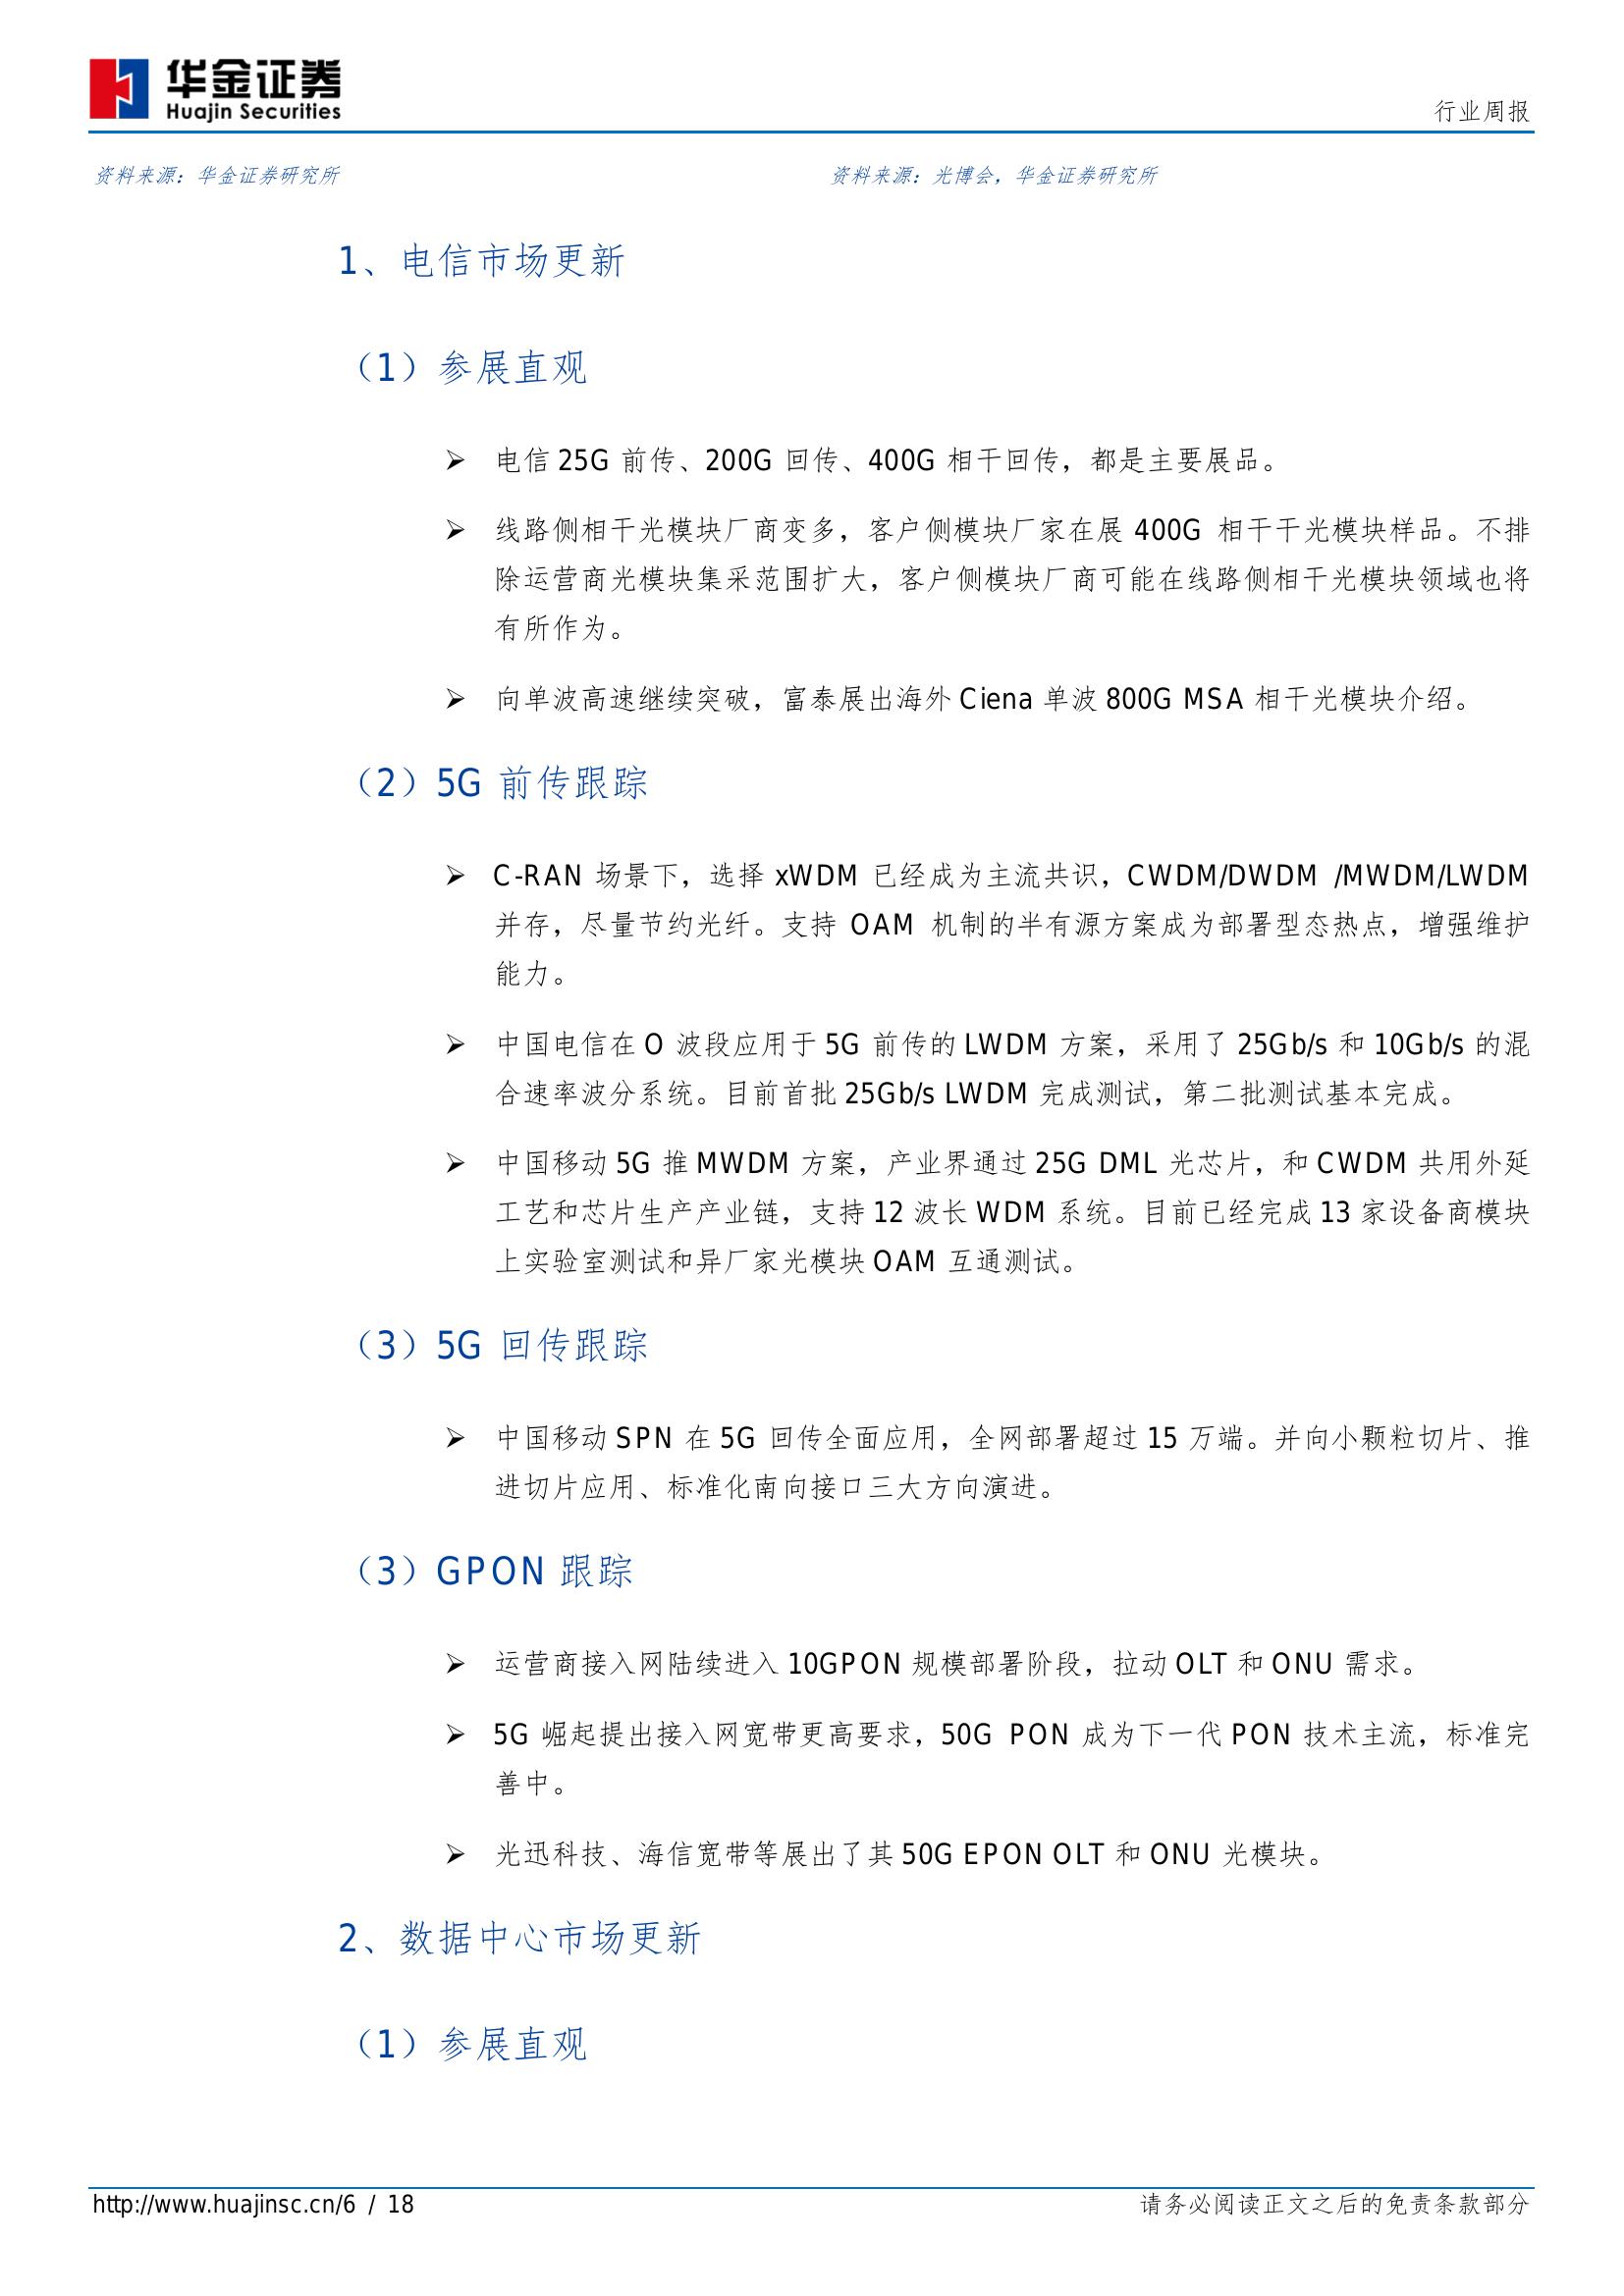 华金证券
Huajin Securities
行业周报
资料来源：华金证券研究所
资料来源：光博会，华金证券研究所
1、电信市场更新
（1）参展直观
➢ 电信 25G 前传、200G 回传、400G 相干回传，都是主要展品。
➢ 线路侧相干光模块厂商变多，客户侧模块厂家在展 400G 相干干光模块样品。不排
除运营商光模块集采范围扩大，客户侧模块厂商可能在线路侧相干光模块领域也将
有所作为。
➢ 向单波高速继续突破，富泰展出海外 Ciena 单波 800G MSA 相干光模块介绍。
（2）5G 前传跟踪
➢ C-RAN 场景下，选择 xWDM 已经成为主流共识，CWDM/DWDM /MWDM/LWDM
并存，尽量节约光纤。支持 OAM 机制的半有源方案成为部署型态热点，增强维护
能力。
➢ 中国电信在 O 波段应用于 5G 前传的 LWDM 方案，采用了 25Gb/s 和 10Gb/s 的混
合速率波分系统。目前首批 25Gb/s LWDM 完成测试，第二批测试基本完成。
➢ 中国移动 5G 推 MWDM 方案，产业界通过 25G DML 光芯片，和 CWDM 共用外延
工艺和芯片生产产业链，支持 12 波长 WDM 系统。目前已经完成 13 家设备商模块
上实验室测试和异厂家光模块 OAM 互通测试。
（3）5G 回传跟踪
➢ 中国移动 SPN 在 5G 回传全面应用，全网部署超过 15 万端。并向小颗粒切片、推
进切片应用、标准化南向接口三大方向演进。
（3）GPON 跟踪
➢ 运营商接入网陆续进入 10GPON 规模部署阶段，拉动 OLT 和 ONU 需求。
➢ 5G 崛起提出接入网宽带更高要求，50G PON 成为下一代 PON 技术主流，标准完
善中。
➢ 光迅科技、海信宽带等展出了其 50G EPON OLT 和 ONU 光模块。
2、数据中心市场更新
（1）参展直观
http://www.huajinsc.cn/6 / 18
请务必阅读正文之后的免责条款部分